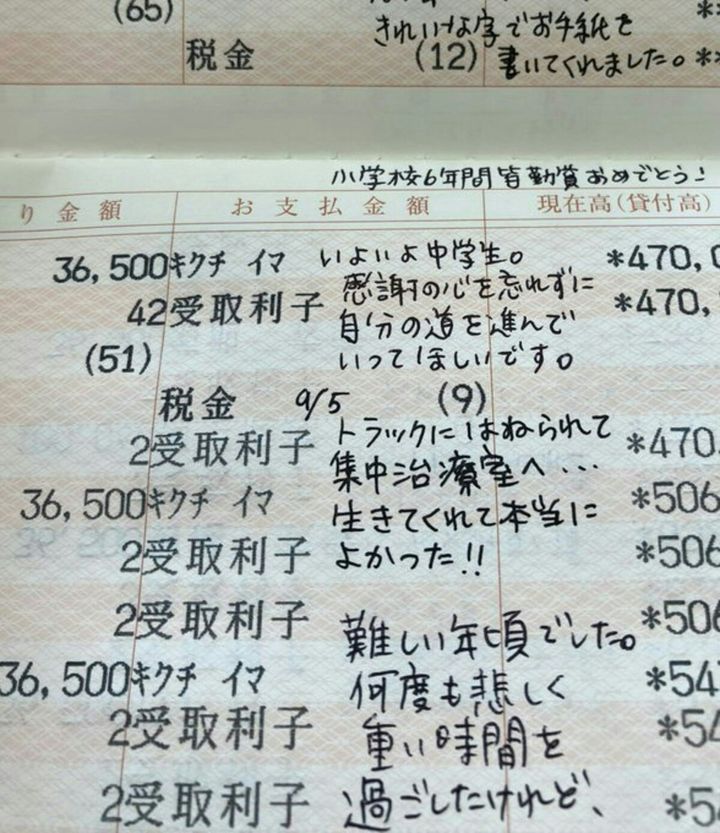 (65)
きれいな字でお手紙を
税金 (12) 書いてくれました。**
小学校6年間皆勤賞おめでとう!
り金額 お支払金額 現在高(貸付高)
36,500キクチ イマ いよいよ中学生。 *470,0
感謝の心を忘れずに
42受取利子 自分の道を進んで *470,
(51) いってほしいです。
税金 9/5 (9)
トラックにはねられて
2受取利子 集中治療室へ… *470
36,500キクチ イマ 生きてくれて本当に *506
2受取利子 よかった!! *506
2受取利子 難しい年頃でした。 *506
36,500キクチ イマ 何度も悲しく *54
2受取利子 重い時間を *54
2受取利子 過ごしたけれど、 *5